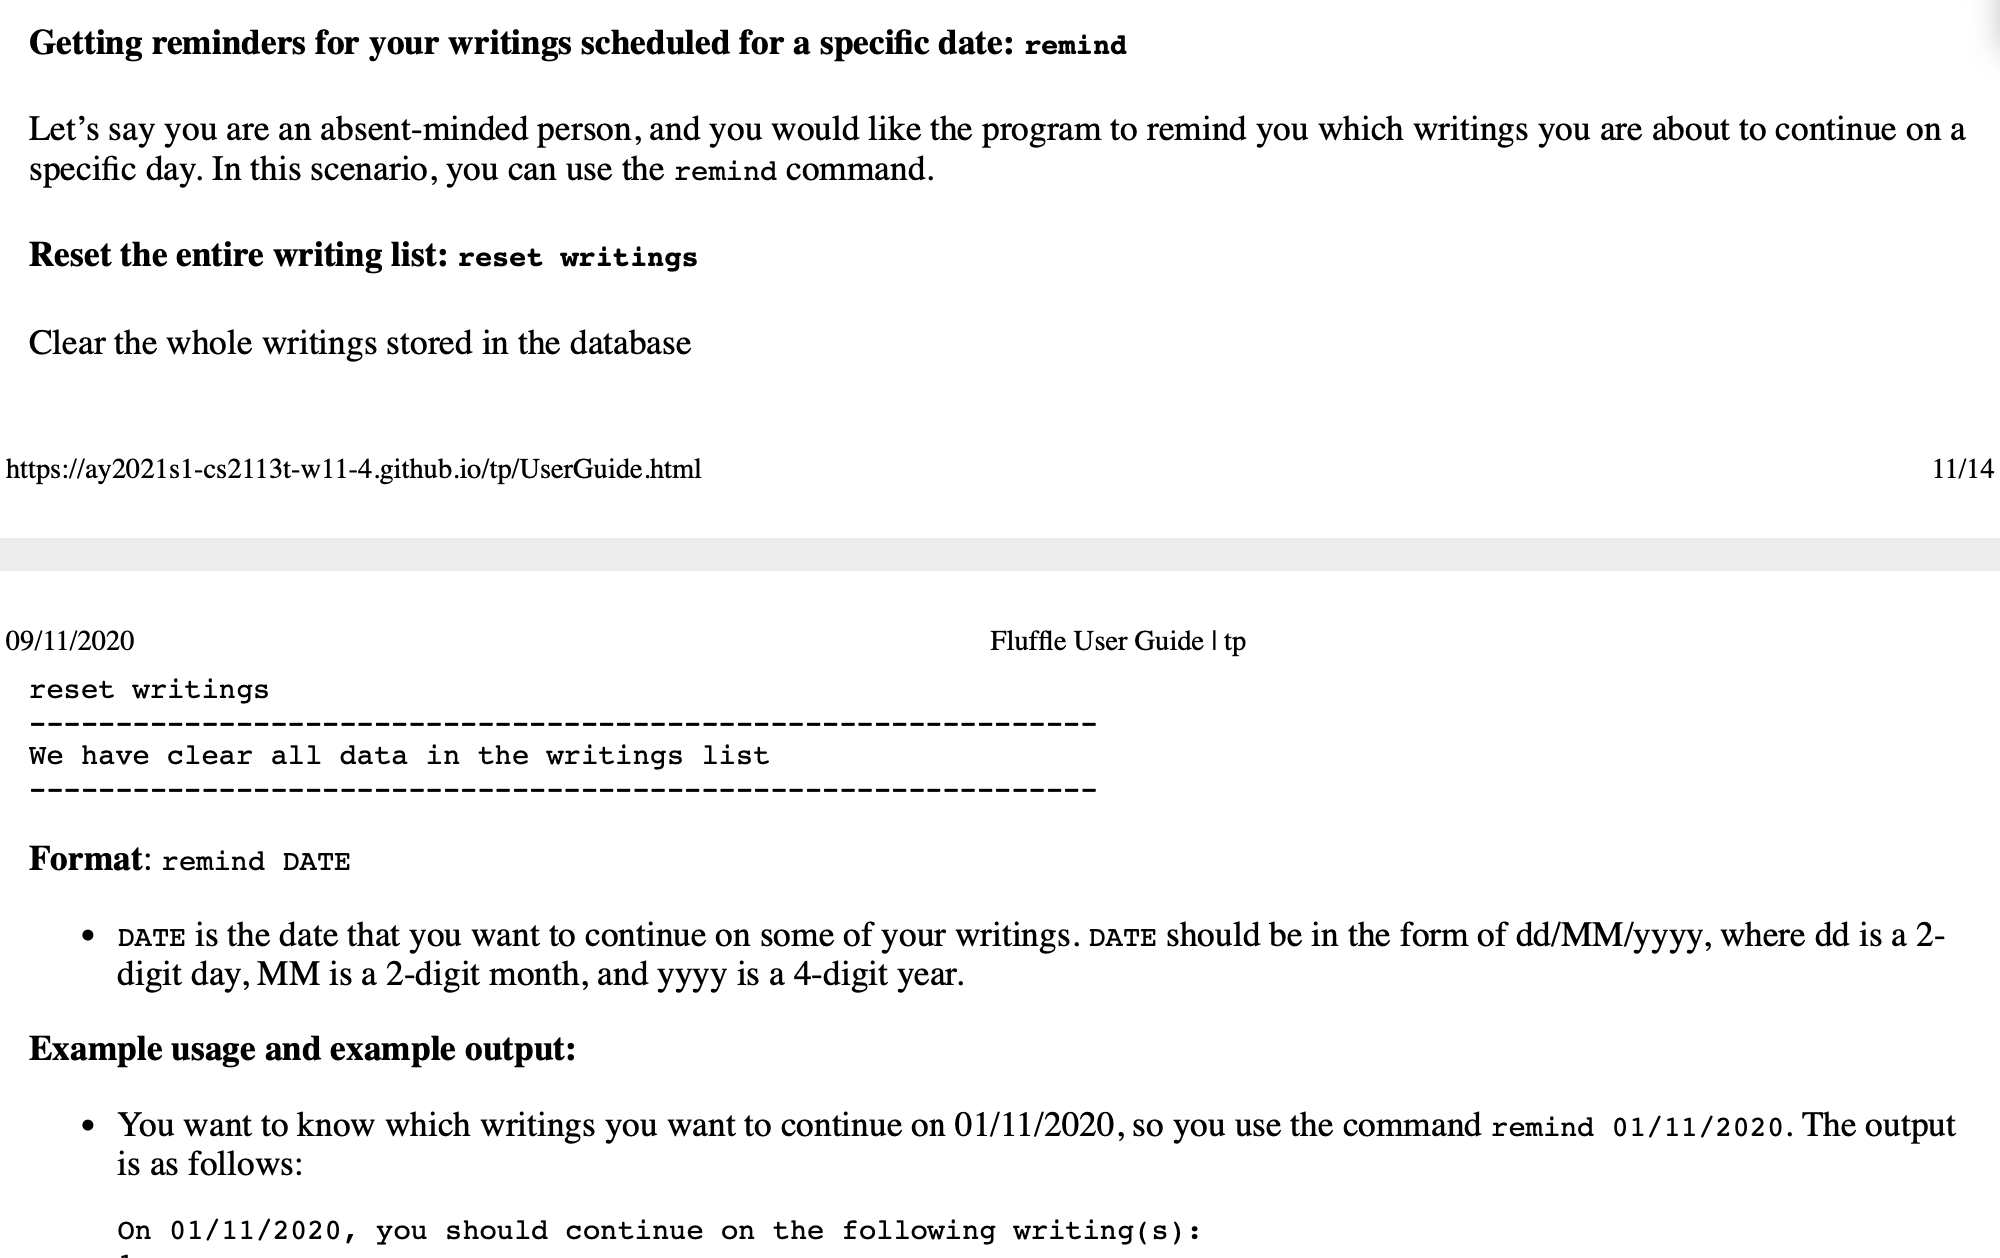 Getting reminders for your writings scheduled for a specific date: remind
Let’s say you are an absent-minded person, and you would like the program to remind you which writings you are about to continue on a
specific day. In this scenario, you can use the remind command.
Reset the entire writing list: reset writings
Clear the whole writings stored in the database
https://ay2021s1-cs2113t-w11-4.github.io/tp/UserGuide.html 11/14
09/11/2020 Fluffle User Guide | tp
reset writings
--------------------------------------------------------------
We have clear all data in the writings list
--------------------------------------------------------------
Format: remind DATE
• DATE is the date that you want to continue on some of your writings. DATE should be in the form of dd/MM/yyyy, where dd is a 2-
digit day, MM is a 2-digit month, and yyyy is a 4-digit year.
Example usage and example output:
• You want to know which writings you want to continue on 01/11/2020, so you use the command remind 01/11/2020. The output
is as follows:
On 01/11/2020, you should continue on the following writing(s):